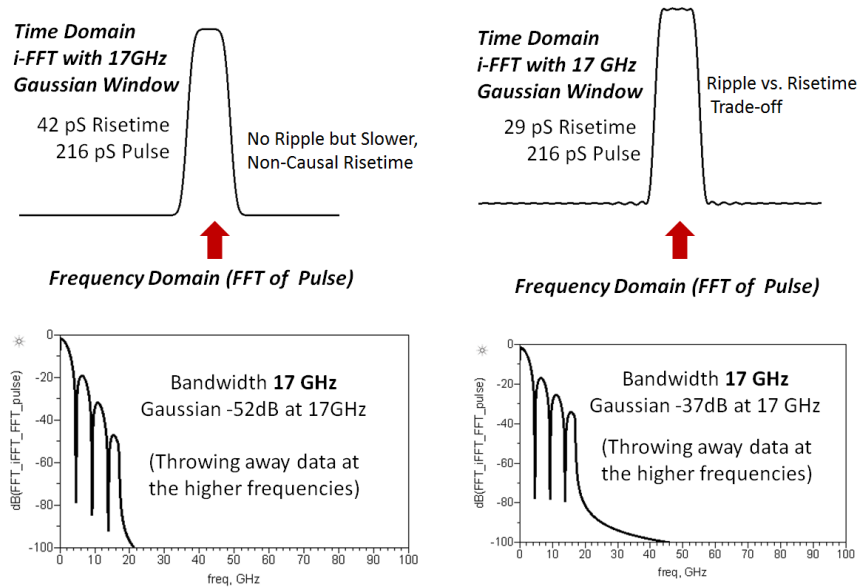 Time Domain
i-FFT with 17GHz
Gaussian Window
42 pS Risetime
216 pS Pulse
No Ripple but Slower,
Non-Causal Risetime
Frequency Domain (FFT of Pulse)
dB(FFT_iFFT_FFT_pulse)
0
-20
-40
-60
-80
-100
Bandwidth 17 GHz
Gaussian -52dB at 17GHz
(Throwing away data at
the higher frequencies)
0 10 20 30 40 50 60 70 80 90 100
freq, GHz
Time Domain
i-FFT with 17 GHz
Gaussian Window
29 pS Risetime
216 pS Pulse
Ripple vs. Risetime
Trade-off
Frequency Domain (FFT of Pulse)
dB(FFT_iFFT_FFT_pulse)
0
-20
-40
-60
-80
-100
Bandwidth 17 GHz
Gaussian -37dB at 17 GHz
(Throwing away data at
the higher frequencies)
0 10 20 30 40 50 60 70 80 90 100
freq, GHz